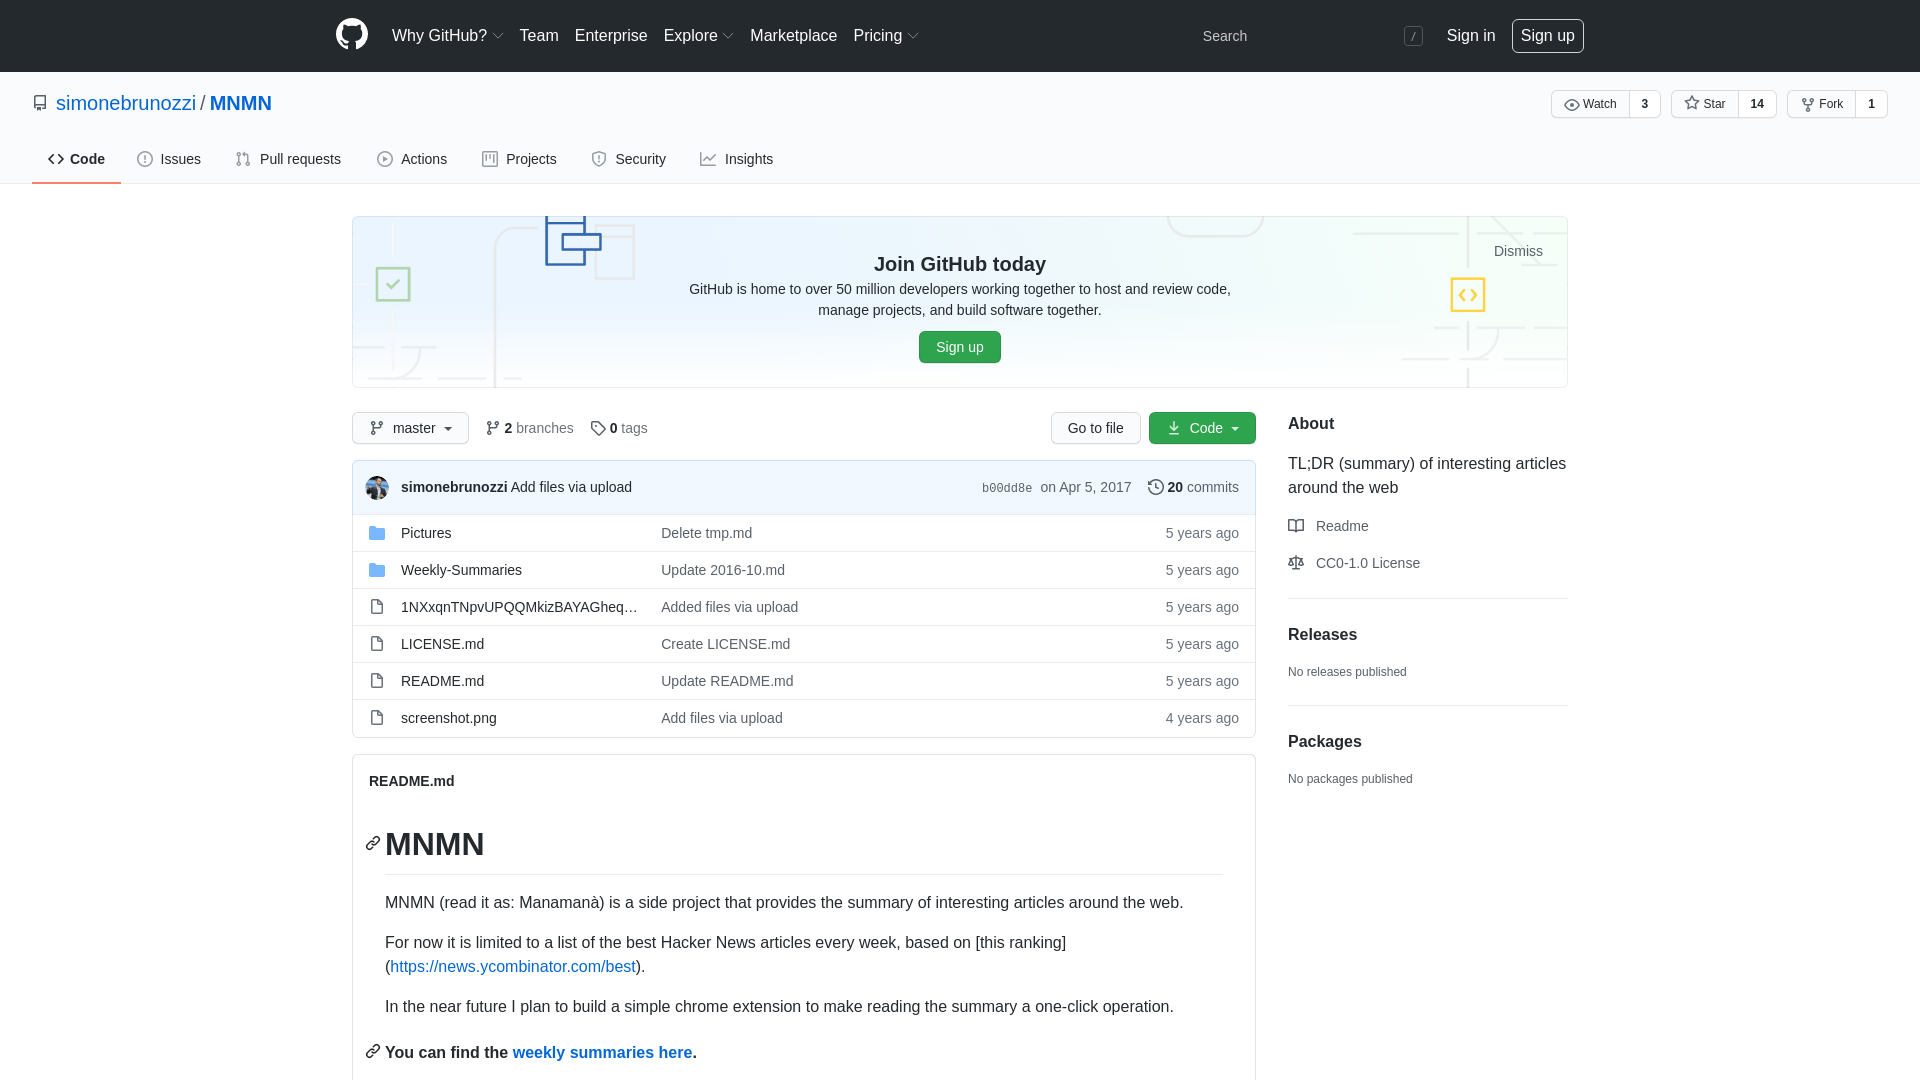 Why GitHub? Team Enterprise Explore Marketplace Pricing Search / Sign in Sign up
simonebrunozzi / MNMN Watch 3 Star 14 Fork 1
Code Issues Pull requests Actions Projects Security Insights
Dismiss
Join GitHub today
GitHub is home to over 50 million developers working together to host and review code,
manage projects, and build software together.
Sign up
master 2 branches 0 tags Go to file Code
simonebrunozzi Add files via upload b00dd8e on Apr 5, 2017 20 commits
Pictures Delete tmp.md 5 years ago
Weekly-Summaries Update 2016-10.md 5 years ago
1NXxqnTNpvUPQQMkizBAYAGheq… Added files via upload 5 years ago
LICENSE.md Create LICENSE.md 5 years ago
README.md Update README.md 5 years ago
screenshot.png Add files via upload 4 years ago
README.md
MNMN
MNMN (read it as: Manamanà) is a side project that provides the summary of interesting articles around the web.
For now it is limited to a list of the best Hacker News articles every week, based on [this ranking]
(https://news.ycombinator.com/best).
In the near future I plan to build a simple chrome extension to make reading the summary a one-click operation.
You can find the weekly summaries here.
About
TL;DR (summary) of interesting articles
around the web
Readme
CC0-1.0 License
Releases
No releases published
Packages
No packages published